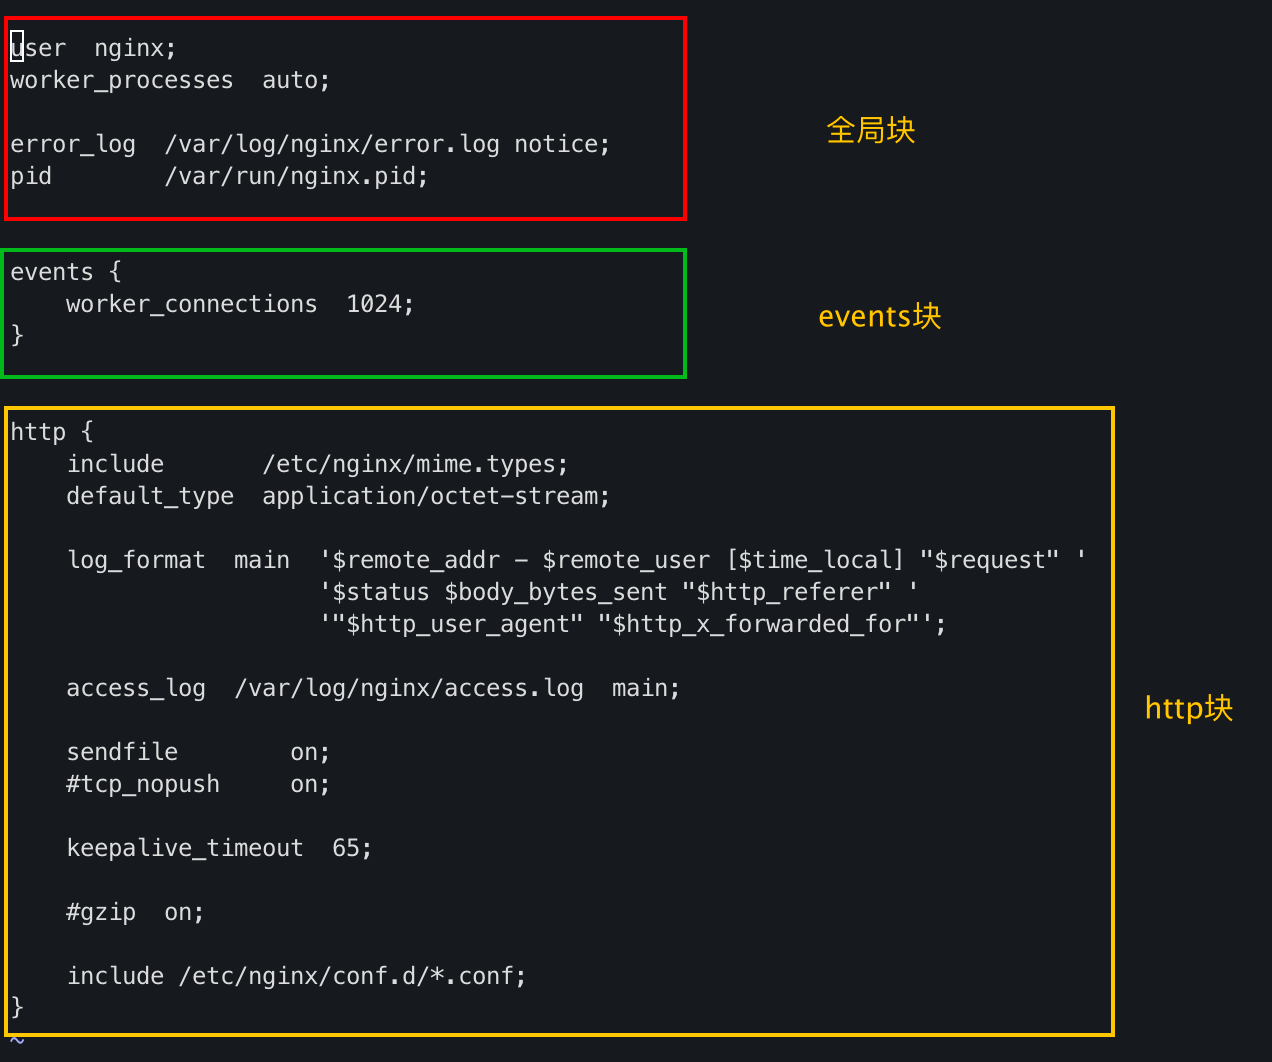 user  nginx;
worker_processes  auto;
error_log  /var/log/nginx/error.log notice;
pid        /var/run/nginx.pid;
全局块
events {
    worker_connections  1024;
}
events块
http {
    include       /etc/nginx/mime.types;
    default_type  application/octet-stream;
    log_format  main  '$remote_addr - $remote_user [$time_local] "$request" '
                      '$status $body_bytes_sent "$http_referer" '
                      '"$http_user_agent" "$http_x_forwarded_for"';
    access_log  /var/log/nginx/access.log  main;
    sendfile        on;
    #tcp_nopush     on;
    keepalive_timeout  65;
    #gzip  on;
    include /etc/nginx/conf.d/*.conf;
}
http块
~